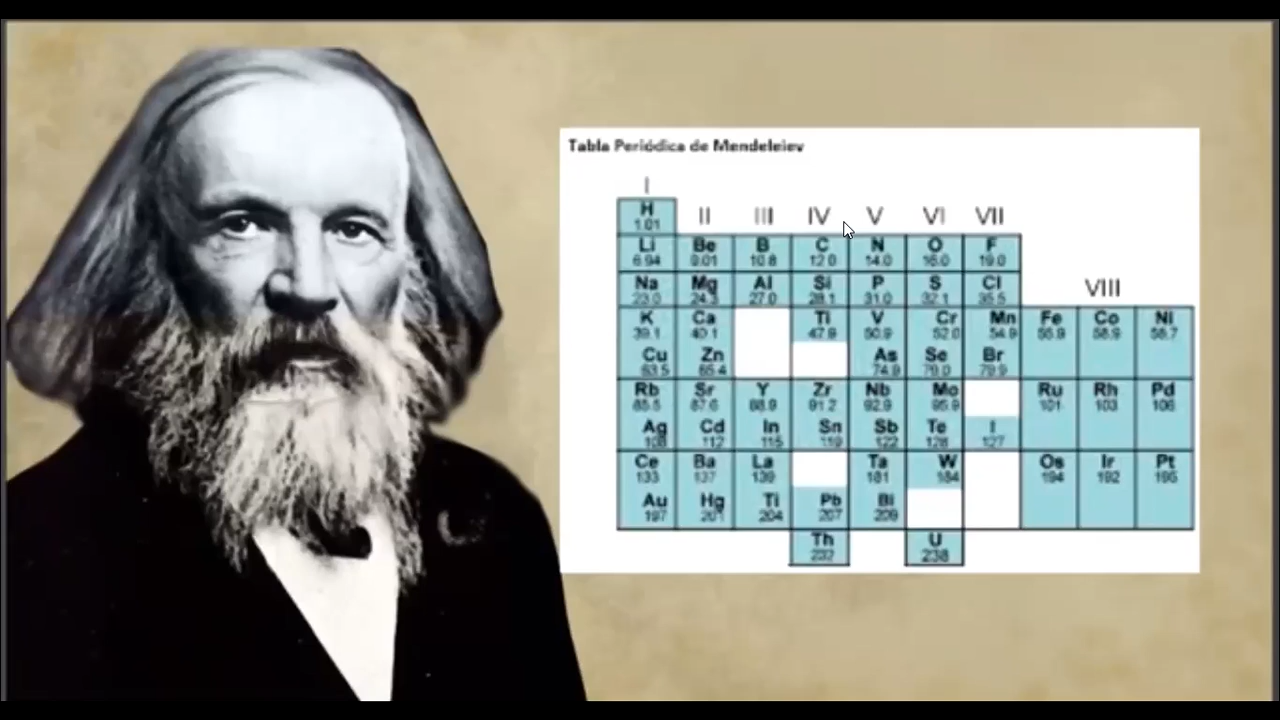 Tabla Periódica de Mendeleiev
I
H
1.01
II III IV V VI VII
Li Be B C N O F
6.94 9.01 10.8 12.0 14.0 16.0 19.0
Na Mg Al Si P S Cl
23.0 24.3 27.0 28.1 31.0 32.1 35.5
VIII
K Ca Ti V Cr Mn Fe Co Ni
39.1 40.1 47.9 50.9 52.0 54.9 55.9 58.9 58.7
Cu Zn As Se Br
63.5 65.4 74.9 79.0 79.9
Rb Sr Y Zr Nb Mo Ru Rh Pd
85.5 87.6 88.9 91.2 92.9 95.9 101 103 106
Ag Cd In Sn Sb Te I
108 112 115 119 122 128 127
Ce Ba La Ta W Os Ir Pt
133 137 139 181 184 194 192 195
Au Hg Ti Pb Bi
197 201 204 207 209
Th U
232 238